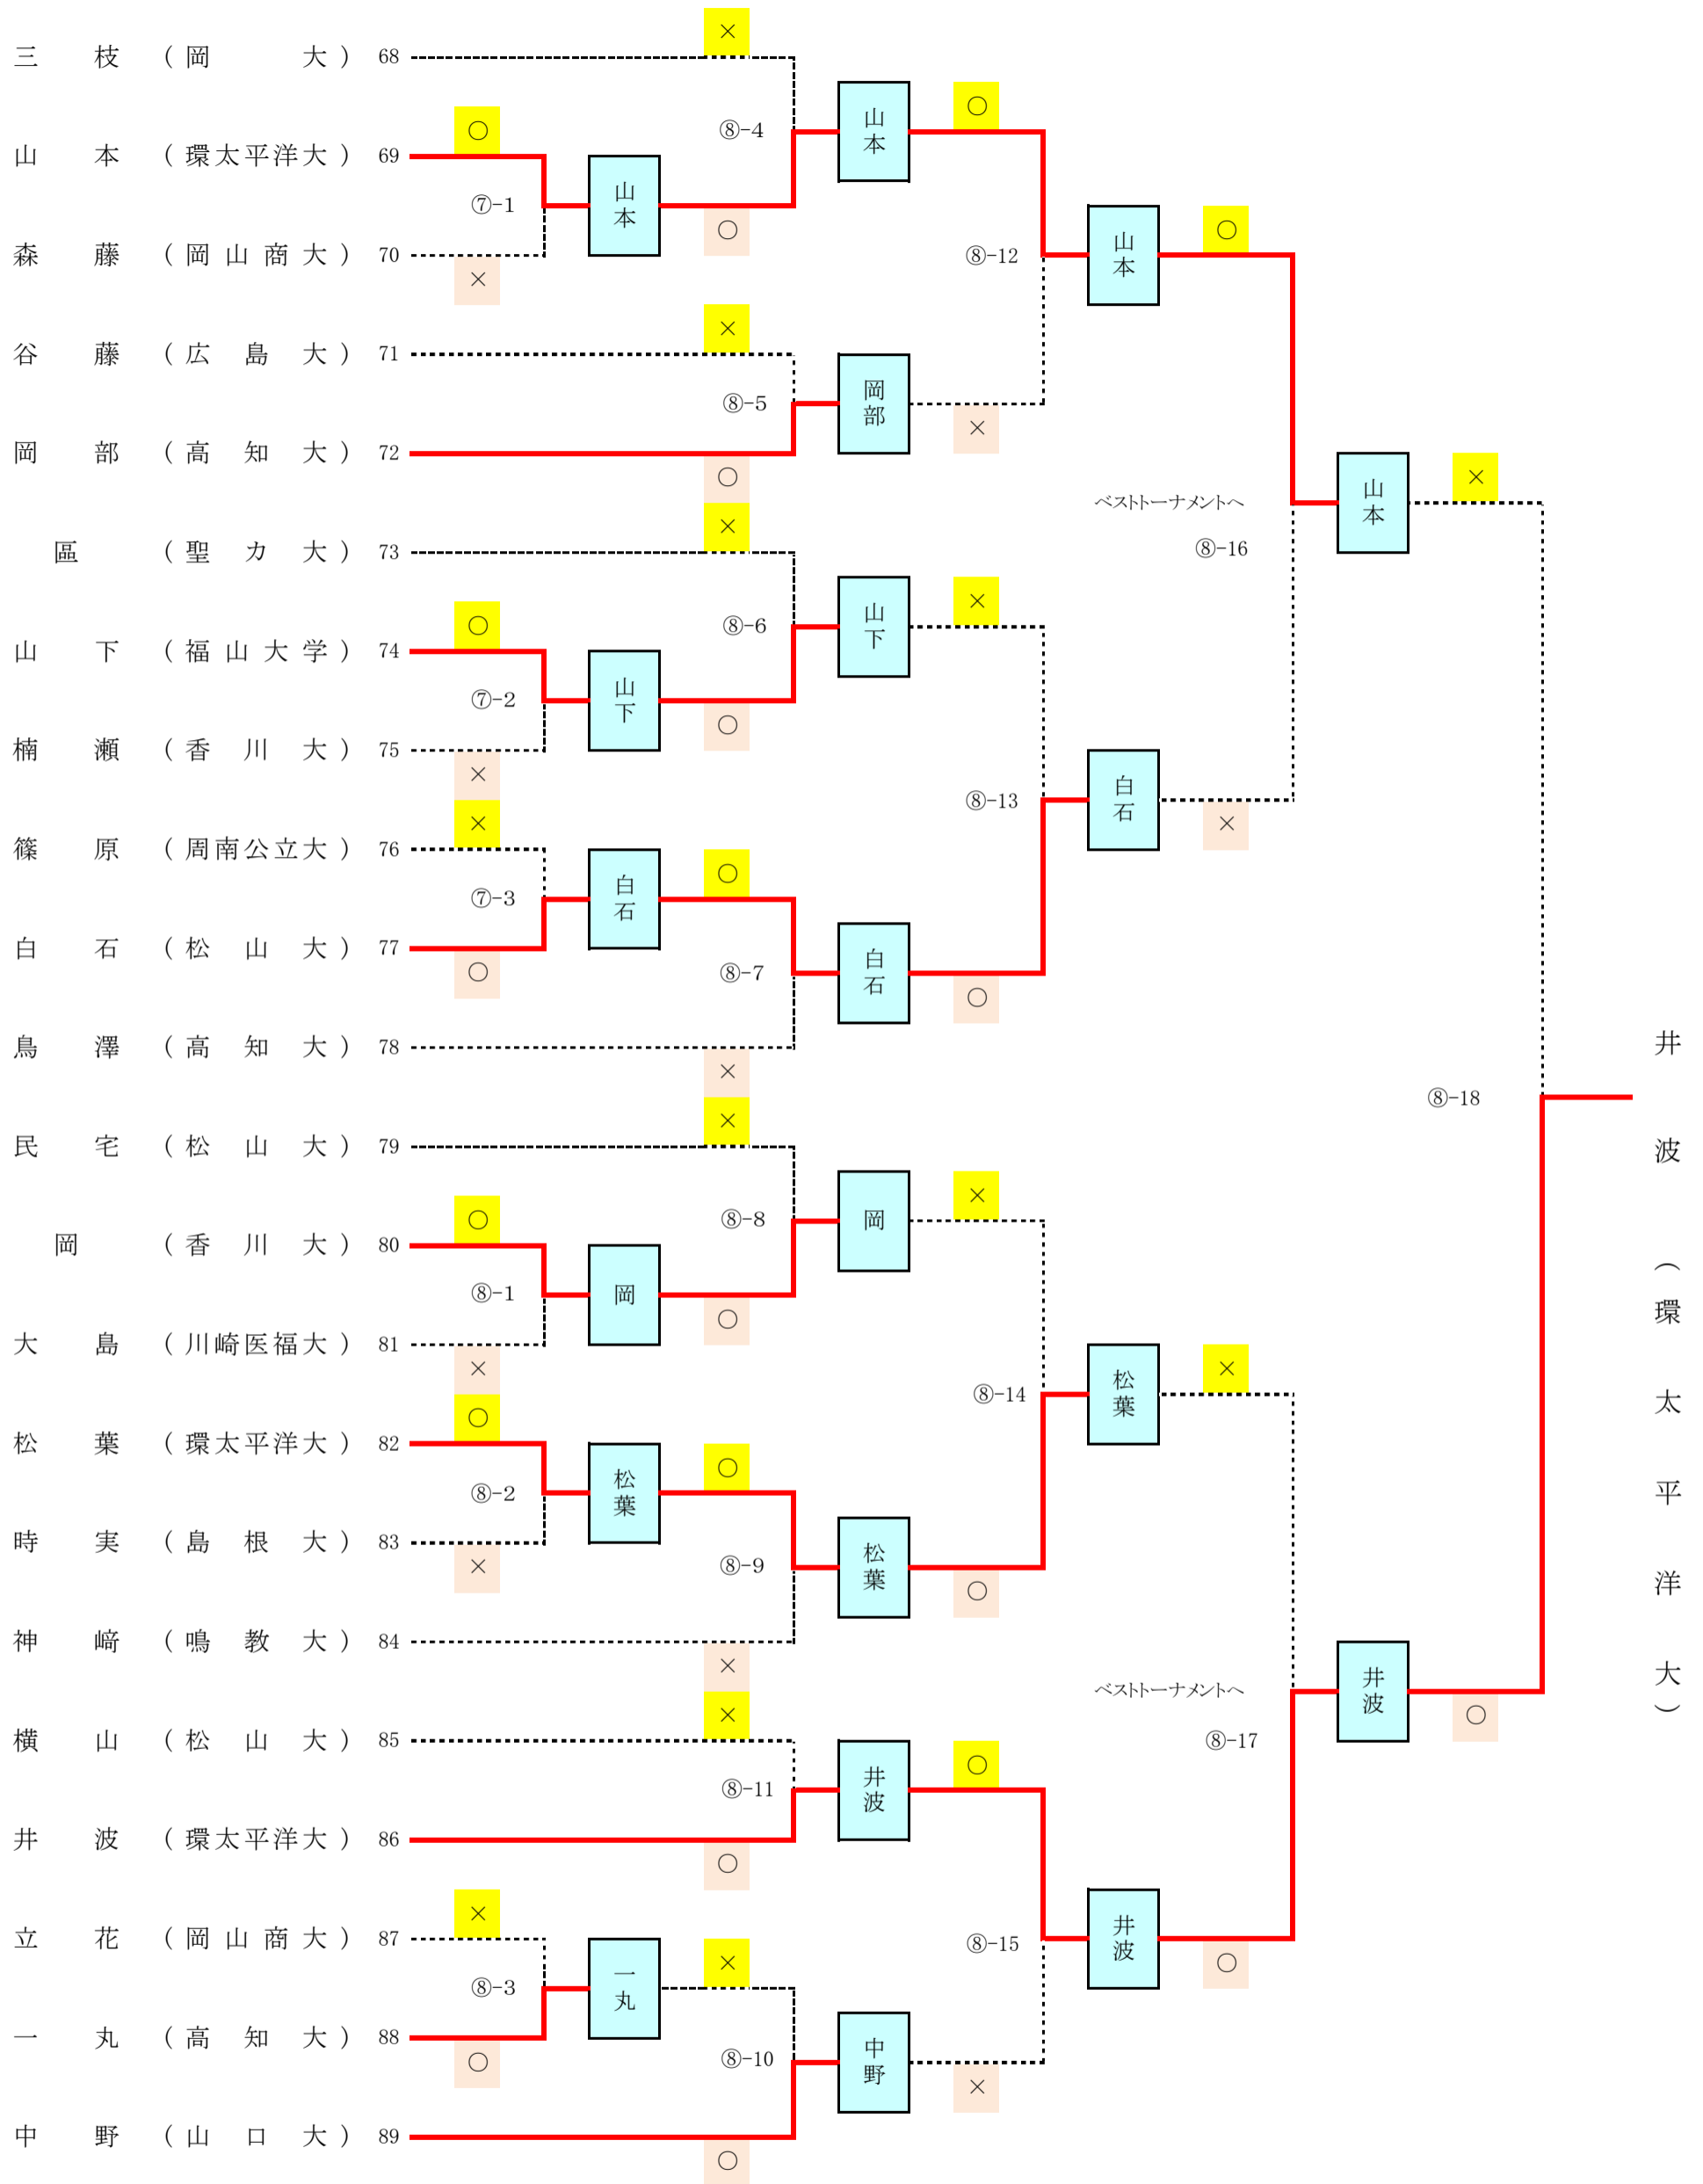 ×
三 枝 (岡 大) 68
山本
○
○
⑧-4
山 本 (環太平洋大) 69
山本
⑦-1
山本
○
○
森 藤 (岡山商大) 70
⑧-12
×
×
谷 藤 (広島大) 71
岡部
⑧-5
×
岡 部 (高知大) 72
○
山本
×
ベストトーナメントへ
×
區 (聖カ大) 73
⑧-16
山下
×
○
⑧-6
山 下 (福山大学) 74
山下
⑦-2
○
楠 瀬 (香川大) 75
×
白石
⑧-13
×
×
篠 原 (周南公立大) 76
白石
○
⑦-3
白 石 (松山大) 77
○
⑧-7
白石
○
鳥 澤 (高知大) 78
×
井波(環太平洋大)
⑧-18
×
民 宅 (松山大) 79
岡
×
○
⑧-8
岡 (香川大) 80
⑧-1
岡
○
大 島 (川崎医福大) 81
×
松葉
×
⑧-14
○
松 葉 (環太平洋大) 82
松葉
○
⑧-2
時 実 (島根大) 83
×
⑧-9
松葉
○
神 﨑 (鳴教大) 84
×
ベストトーナメントへ
井波
○
×
横 山 (松山大) 85
⑧-17
井波
○
⑧-11
井 波 (環太平洋大) 86
○
×
立 花 (岡山商大) 87
井波
○
⑧-15
一丸
×
⑧-3
一 丸 (高知大) 88
○
⑧-10
中野
×
中 野 (山口大) 89
○